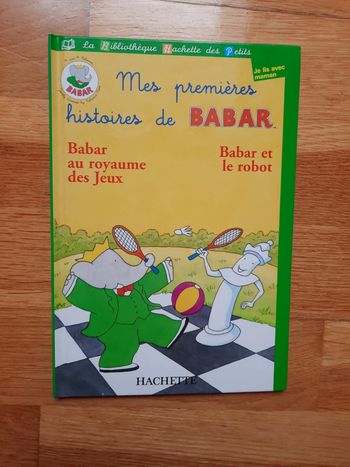 La Bibliothèque Hachette des Petits
Je lis avec
maman
BABAR
Mes premières
histoires de BABAR
Babar
au royaume
des Jeux
Babar et
le robot
HACHETTE